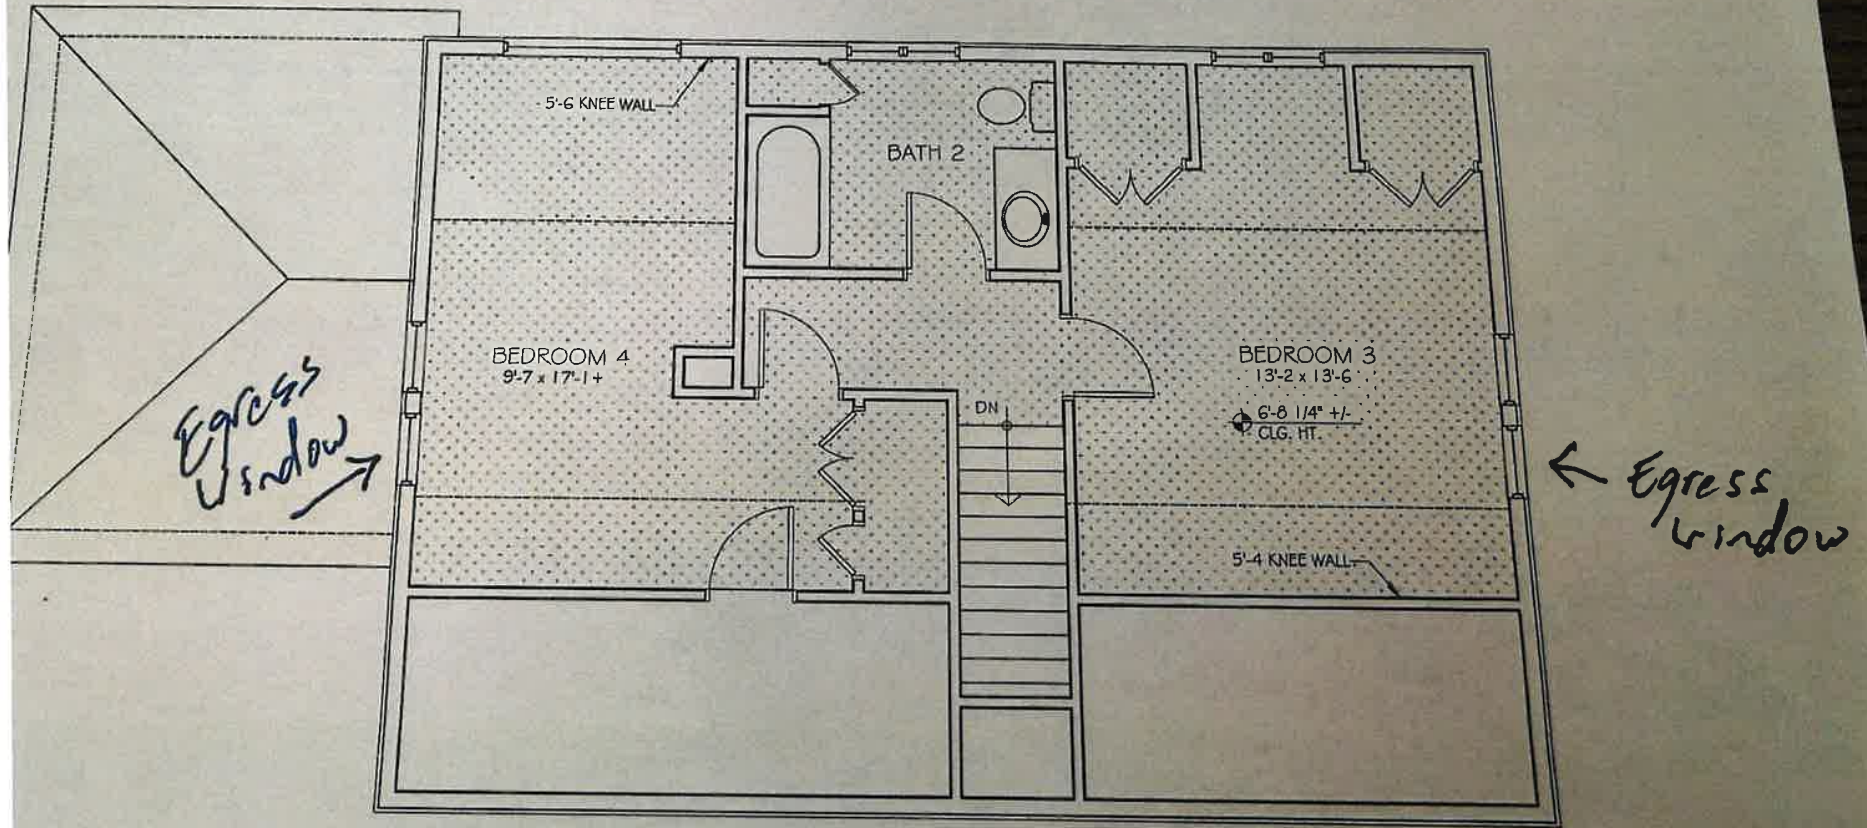 5'-6 KNEE WALL
BATH 2
BEDROOM 4
9'-7 x 17'-1 +
BEDROOM 3
13'-2 x 13'-6
6'-8 1/4" +/-
CLG. HT.
DN
Egress
Window
Egress
window
5'-4 KNEE WALL